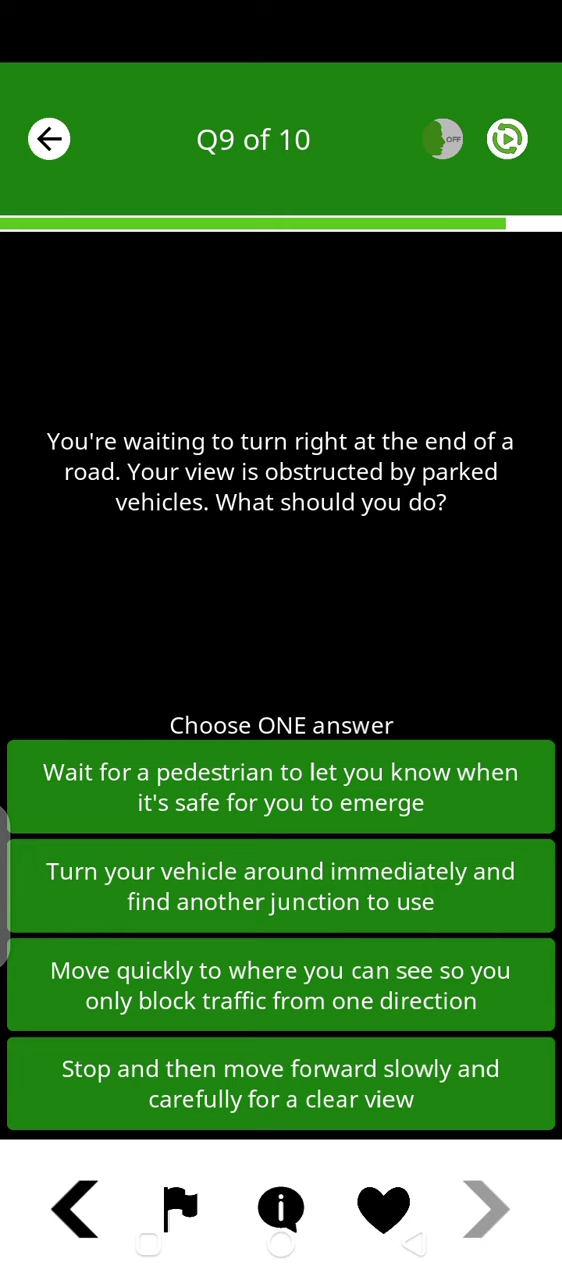 Q9 of 10
OFF
You're waiting to turn right at the end of a
road. Your view is obstructed by parked
vehicles. What should you do?
Choose ONE answer
Wait for a pedestrian to let you know when
it's safe for you to emerge
Turn your vehicle around immediately and
find another junction to use
Move quickly to where you can see so you
only block traffic from one direction
Stop and then move forward slowly and
carefully for a clear view